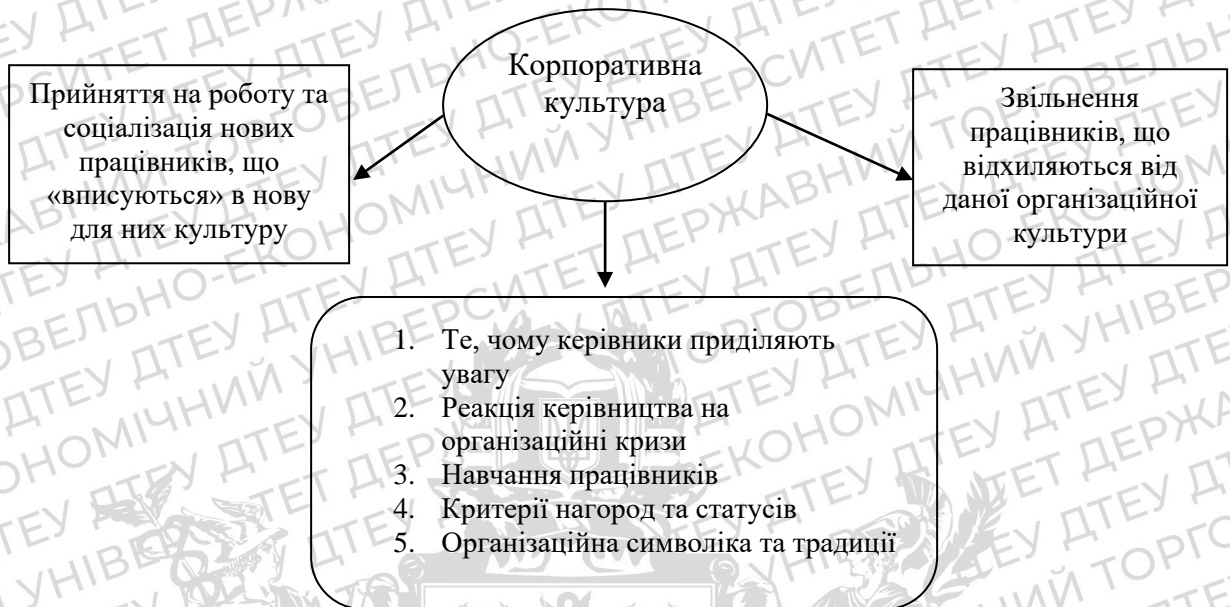 Корпоративна
культура
Прийняття на роботу та
соціалізація нових
працівників, що
«вписуються» в нову
для них культуру
Звільнення
працівників, що
відхиляються від
даної організаційної
культури
1. Те, чому керівники приділяють
увагу
2. Реакція керівництва на
організаційні кризи
3. Навчання працівників
4. Критерії нагород та статусів
5. Організаційна символіка та традиції